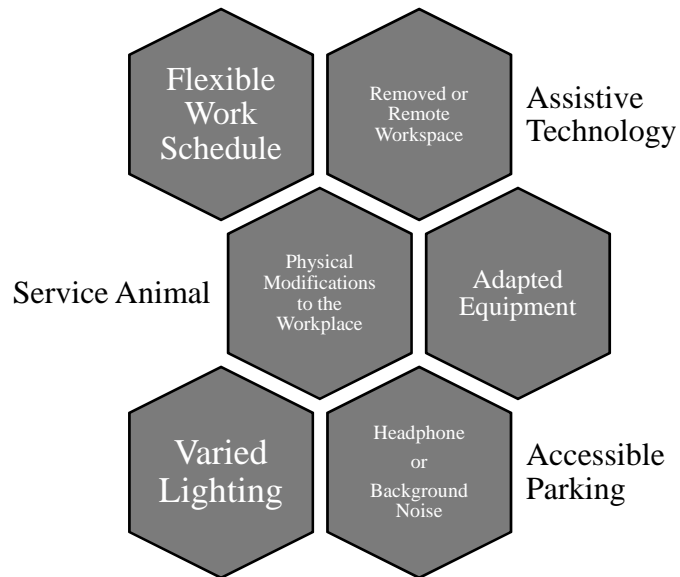 Flexible
Work
Schedule
Removed or
Remote
Workspace
Assistive
Technology
Service Animal
Physical
Modifications
to the
Workplace
Adapted
Equipment
Varied
Lighting
Headphone
or
Background
Noise
Accessible
Parking